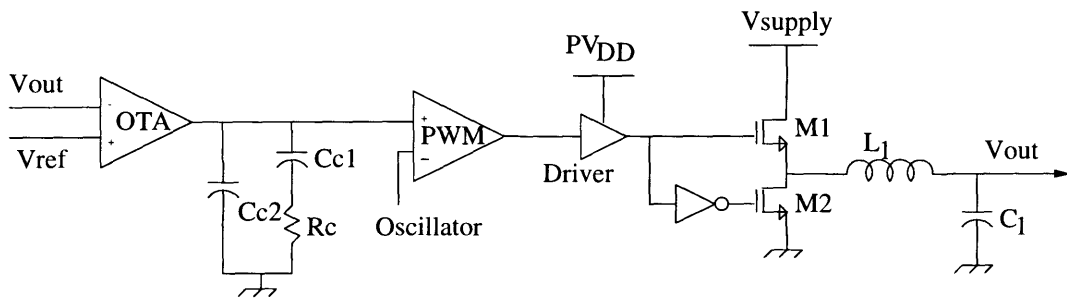 Vout
-
OTA
+
Vref
Cc1
Cc2
Rc
+
PWM
−
Oscillator
PVDD
Driver
Vsupply
M1
M2
L1
Vout
C1